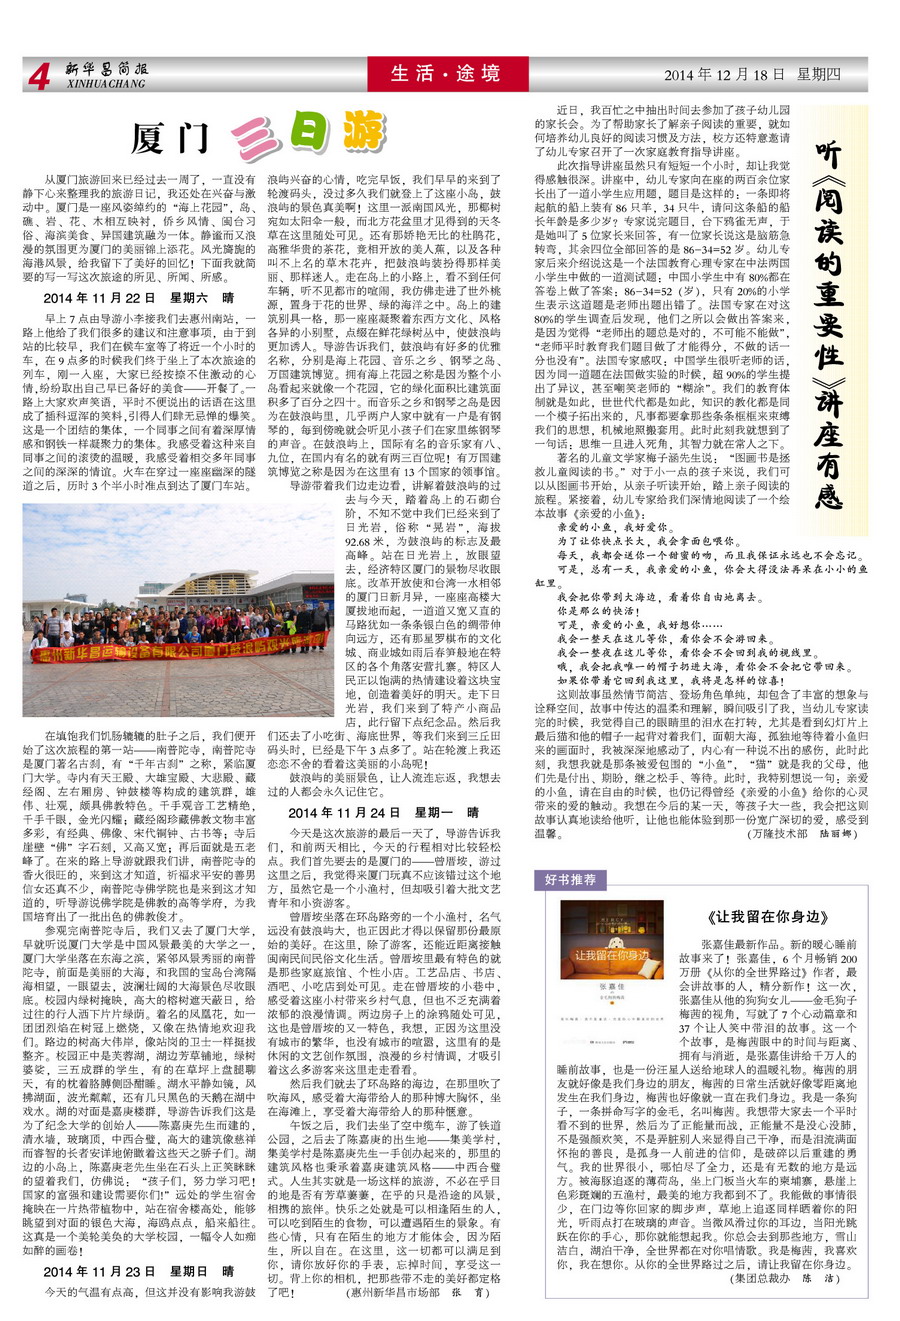 4
新华昌简报
XINHUACHANG
生活·途境
2014 年 12 月 18 日 星期四
厦门三日游
从厦门旅游回来已经过去一周了，一直没有
静下心来整理我的旅游日记，我还处在兴奋与激
动中。厦门是一座风姿绰约的“海上花园”，岛、
礁、岩、花、木相互映衬，侨乡风情、闽台习
俗、海滨美食、异国建筑融为一体。静谧而又浪
漫的氛围更为厦门的美丽锦上添花。风光旖旎的
海港风景，给我留下了美好的回忆！下面我就简
要的写一写这次旅途的所见、所闻、所感。
2014 年 11 月 22 日 星期六 晴
早上 7 点由导游小李接我们去惠州南站，一
路上他给了我们很多的建议和注意事项，由于到
站的比较早，我们在侯车室等了将近一个小时的
车，在 9 点多的时候我们终于坐上了本次旅途的
列车，刚一入座，大家已经按捺不住激动的心
情,纷纷取出自己早已备好的美食——开餐了。一
路上大家欢声笑语，平时不便说出的话语在这里
成了插科逗浑的笑料,引得人们肆无忌惮的爆笑。
这是一个团结的集体，一个同事之间有着深厚情
感和钢铁一样凝聚力的集体。我感受着这种来自
同事之间的滚烫的温暖，我感受着相交多年同事
之间的深深的情谊。火车在穿过一座座幽深的隧
道之后，历时 3 个半小时准点到达了厦门车站。
惠州新华昌运输设备有限公司厦门鼓浪屿观光旅游留念
在填饱我们饥肠辘辘的肚子之后，我们便开
始了这次旅程的第一站——南普陀寺，南普陀寺
是厦门著名古刹，有“千年古刹”之称，紧临厦
门大学。寺内有天王殿、大雄宝殿、大悲殿、藏
经阁、左右厢房、钟鼓楼等构成的建筑群，雄
伟、壮观，颇具佛教特色。千手观音工艺精绝，
千手千眼，金光闪耀；藏经阁珍藏佛教文物丰富
多彩，有经典、佛像、宋代铜钟、古书等；寺后
崖壁“佛”字石刻，又高又宽；再后面就是五老
峰了。在来的路上导游就跟我们讲，南普陀寺的
香火很旺的，来到这才知道，祈福求平安的善男
信女还真不少，南普陀寺佛学院也是来到这才知
道的，听导游说佛学院是佛教的高等学府，为我
国培育出了一批出色的佛教俊才。
参观完南普陀寺后，我们又去了厦门大学，
早就听说厦门大学是中国风景最美的大学之一，
厦门大学坐落在东海之滨，紧邻风景秀丽的南普
陀寺，前面是美丽的大海，和我国的宝岛台湾隔
海相望，一眼望去，波澜壮阔的大海景色尽收眼
底。校园内绿树掩映，高大的榕树遮天蔽日，给
过往的行人洒下片片绿荫。着名的凤凰花，如一
团团烈焰在树冠上燃烧，又像在热情地欢迎我
们。路边的树高大伟岸，像站岗的卫士一样挺拔
整齐。校园正中是芙蓉湖，湖边芳草铺地，绿树
婆娑，三五成群的学生，有的在草坪上盘腿聊
天，有的枕着胳膊侧卧酣睡。湖水平静如镜，风
拂湖面，波光粼粼，还有几只黑色的天鹅在湖中
戏水。湖的对面是嘉庚楼群，导游告诉我们这是
为了纪念大学的创始人——陈嘉庚先生而建的，
清水墙，玻璃顶，中西合璧，高大的建筑像慈祥
而睿智的长者安详地俯瞰着这些天之骄子们。湖
边的小岛上，陈嘉庚老先生坐在石头上正笑眯眯
的望着我们，仿佛说：“孩子们，努力学习吧！
国家的富强和建设需要你们!”远处的学生宿舍
掩映在一片热带植物中，站在宿舍楼高处，能够
眺望到对面的银色大海，海鸥点点，船来船往。
这真是一个美轮美奂的大学校园，一幅令人如痴
如醉的画卷！
2014 年 11 月 23 日 星期日 晴
今天的气温有点高，但这并没有影响我游鼓
浪屿兴奋的心情，吃完早饭，我们早早的来到了
轮渡码头，没过多久我们就登上了这座小岛，鼓
浪屿的景色真美啊！这里一派南国风光，那椰树
宛如太阳伞一般，而北方花盆里才见得到的天冬
草在这里随处可见。还有那娇艳无比的杜鹃花，
高雅华贵的茶花，竞相开放的美人蕉，以及各种
叫不上名的草木花卉，把鼓浪屿装扮得那样美
丽、那样迷人。走在岛上的小路上，看不到任何
车辆，听不见都市的喧闹，我仿佛走进了世外桃
源，置身于花的世界、绿的海洋之中。岛上的建
筑别具一格，那一座座凝聚着东西方文化、风格
各异的小别墅，点缀在鲜花绿树丛中，使鼓浪屿
更加诱人。导游告诉我们，鼓浪屿有好多的优雅
名称，分别是海上花园、音乐之乡、钢琴之岛、
万国建筑博览。拥有海上花园之称是因为整个小
岛看起来就像一个花园，它的绿化面积比建筑面
积多了百分之四十。而音乐之乡和钢琴之岛是因
为在鼓浪屿里，几乎两户人家中就有一户是有钢
琴的，每到傍晚就会听见小孩子们在家里练钢琴
的声音。在鼓浪屿上，国际有名的音乐家有八、
九位，在国内有名的就有两三百位呢！有万国建
筑博览之称是因为在这里有 13 个国家的领事馆。
导游带着我们边走边看，讲解着鼓浪屿的过
去与今天，踏着岛上的石砌台
阶，不知不觉中我们已经来到了
日光岩，俗称“晃岩”，海拔
92.68 米，为鼓浪屿的标志及最
高峰。站在日光岩上，放眼望
去，经济特区厦门的景物尽收眼
底。改革开放使和台湾一水相邻
的厦门日新月异，一座座高楼大
厦拔地而起，一道道又宽又直的
马路犹如一条条银白色的绸带伸
向远方，还有那星罗棋布的文化
城、商业城如雨后春笋般地在特
区的各个角落安营扎寨。特区人
民正以饱满的热情建设着这块宝
地，创造着美好的明天。走下日
光岩，我们来到了特产小商品
店，此行留下点纪念品。然后我
们还去了小吃街、海底世界，等我们来到三丘田
码头时，已经是下午 3 点多了。站在轮渡上我还
恋恋不舍的看着这美丽的小岛呢！
鼓浪屿的美丽景色，让人流连忘返，我想去
过的人都会永久记住它。
2014 年 11 月 24 日 星期一 晴
今天是这次旅游的最后一天了，导游告诉我
们，和前两天相比，今天的行程相对比较轻松
点。我们首先要去的是厦门的——曾厝垵，游过
这里之后，我觉得来厦门玩真不应该错过这个地
方，虽然它是一个小渔村，但却吸引着大批文艺
青年和小资游客。
曾厝垵坐落在环岛路旁的一个小渔村，名气
远没有鼓浪屿大，也正因此才得以保留那份最原
始的美好。在这里，除了游客，还能近距离接触
闽南民间民俗文化生活。曾厝垵里最有特色的就
是那些家庭旅馆、个性小店。工艺品店、书店、
酒吧、小吃店到处可见。走在曾厝垵的小巷中，
感受着这座小村带来乡村气息，但也不乏充满着
浓郁的浪漫情调。两边房子上的涂鸦随处可见，
这也是曾厝垵的又一特色，我想，正因为这里没
有城市的繁华，也没有城市的喧嚣，这里有的是
休闲的文艺创作氛围，浪漫的乡村情调，才吸引
着这么多游客来这里走走看看。
然后我们就去了环岛路的海边，在那里吹了
吹海风，感受着大海带给人的那种博大胸怀，坐
在海滩上，享受着大海带给人的那种惬意。
午饭之后，我们去坐了空中缆车，游了铁道
公园，之后去了陈嘉庚的出生地——集美学村，
集美学村是陈嘉庚先生一手创办起来的，那里的
建筑风格也秉承着嘉庚建筑风格——中西合璧
式。人生其实就是一场这样的旅游，不必在乎目
的地是否有芳草萋萋，在乎的只是沿途的风景，
相携的旅伴。快乐之处就是可以相逢陌生的人，
可以吃到陌生的食物，可以遭遇陌生的景象。有
些心情，只有在陌生的地方才能体会，因为陌
生，所以自在。在这里，这一切都可以满足到
你，请你放好你的手表，忘掉时间，享受这一
切。背上你的相机，把那些带不走的美好都定格
了吧！ （惠州新华昌市场部 张 育）
听《阅读的重要性》讲座有感
近日，我百忙之中抽出时间去参加了孩子幼儿园
的家长会。为了帮助家长了解亲子阅读的重要，就如
何培养幼儿良好的阅读习惯及方法，校方还特意邀请
了幼儿专家召开了一次家庭教育指导讲座。
此次指导讲座虽然只有短短一个小时，却让我觉
得感触很深。讲座中，幼儿专家向在座的两百余位家
长出了一道小学生应用题，题目是这样的：一条即将
起航的船上装有 86 只羊，34 只牛，请问这条船的船
长年龄是多少岁？专家说完题目，台下鸦雀无声，于
是她叫了 5 位家长来回答，有一位家长说这是脑筋急
转弯，其余四位全部回答的是 86-34=52 岁。幼儿专
家后来介绍说这是一个法国教育心理专家在中法两国
小学生中做的一道测试题，中国小学生中有 80%都在
答卷上做了答案：86-34=52（岁），只有 20%的小学
生表示这道题是老师出题出错了。法国专家在对这
80%的学生调查后发现，他们之所以会做出答案来，
是因为觉得“老师出的题总是对的，不可能不能做”，
“老师平时教育我们题目做了才能得分，不做的话一
分也没有”。法国专家感叹：中国学生很听老师的话，
因为同一道题在法国做实验的时候，超 90%的学生提
出了异议，甚至嘲笑老师的“糊涂”。我们的教育体
制就是如此，世世代代都是如此，知识的教化都是同
一个模子拓出来的，凡事都要拿那些条条框框来束缚
我们的思想，机械地照搬套用。此时此刻我就想到了
一句话：思维一旦进入死角，其智力就在常人之下。
著名的儿童文学家梅子涵先生说：“图画书是拯
救儿童阅读的书。”对于小一点的孩子来说，我们可
以从图画书开始，从亲子听读开始，踏上亲子阅读的
旅程。紧接着，幼儿专家给我们深情地阅读了一个绘
本故事《亲爱的小鱼》：
亲爱的小鱼，我好爱你。
为了让你快点长大，我会拿面包喂你。
每天，我都会送你一个甜蜜的吻，而且我保证永远也不会忘记。
可是，总有一天，我亲爱的小鱼，你会大得没法再呆在小小的鱼
缸里。
我会把你带到大海边，看着你自由地离去。
你是那么的快活！
可是，亲爱的小鱼，我好想你……
我会一整天在这儿等你，看你会不会游回来。
我会一整夜在这儿等你，看你会不会回到我的视线里。
哦，我会把我唯一的帽子扔进大海，看你会不会把它带回来。
如果你带着它回到我这里，我将是怎样的惊喜！
这则故事虽然情节简洁、登场角色单纯，却包含了丰富的想象与
诠释空间，故事中传达的温柔和理解，瞬间吸引了我，当幼儿专家读
完的时候，我觉得自己的眼睛里的泪水在打转，尤其是看到幻灯片上
最后猫和他的帽子一起背对着我们，面朝大海，孤独地等待着小鱼归
来的画面时，我被深深地感动了，内心有一种说不出的感伤，此时此
刻，我想我就是那条被爱包围的“小鱼”，“猫”就是我的父母，他
们先是付出、期盼，继之松手、等待。此时，我特别想说一句：亲爱
的小鱼，请在自由的时候，也仍记得曾经《亲爱的小鱼》给你的心灵
带来的爱的触动。我想在今后的某一天，等孩子大一些，我会把这则
故事认真地读给他听，让他也能体验到那一份宽广深切的爱，感受到
温馨。 （万隆技术部 陆丽娜）
好书推荐
让我留在你身边
张嘉佳
《让我留在你身边》
张嘉佳最新作品。新的暖心睡前
故事来了！张嘉佳，6 个月畅销 200
万册《从你的全世界路过》作者，最
会讲故事的人，精分新作！这一次，
张嘉佳从他的狗狗女儿——金毛狗子
梅茜的视角，写就了 7 个心动篇章和
37 个让人笑中带泪的故事。这一个
个故事，是梅茜眼中的时间与距离、
拥有与消逝，是张嘉佳讲给千万人的
睡前故事，也是一份汪星人送给地球人的温暖礼物。梅茜的朋
友就好像是我们身边的朋友，梅茜的日常生活就好像零距离地
发生在我们身边，梅茜也好像就一直在我们身边。我是一条狗
子，一条拼命写字的金毛，名叫梅茜。我想带大家去一个平时
看不到的世界，然后为了正能量而战，正能量不是没心没肺，
不是强颜欢笑，不是弄脏别人来显得自己干净，而是泪流满面
怀抱的善良，是孤身一人前进的信仰，是破碎以后重建的勇
气。我的世界很小，哪怕尽了全力，还是有无数的地方是远
方。被海豚追逐的薄荷岛，坐上门板当火车的柬埔寨，悬崖上
色彩斑斓的五渔村，最美的地方我都到不了。我能做的事情很
少，在门边等你回家的脚步声，草地上追逐同样晒着你的阳
光，听雨点打在玻璃的声音。当微风滑过你的耳边，当阳光跳
跃在你的手心，那你就能想起我。你总会去到那些地方，雪山
洁白，湖泊干净，全世界都在对你唱情歌。我是梅茜，我喜欢
你，我在想你。从你的全世界路过之后，请让我留在你身边。
（集团总裁办 陈 洁）